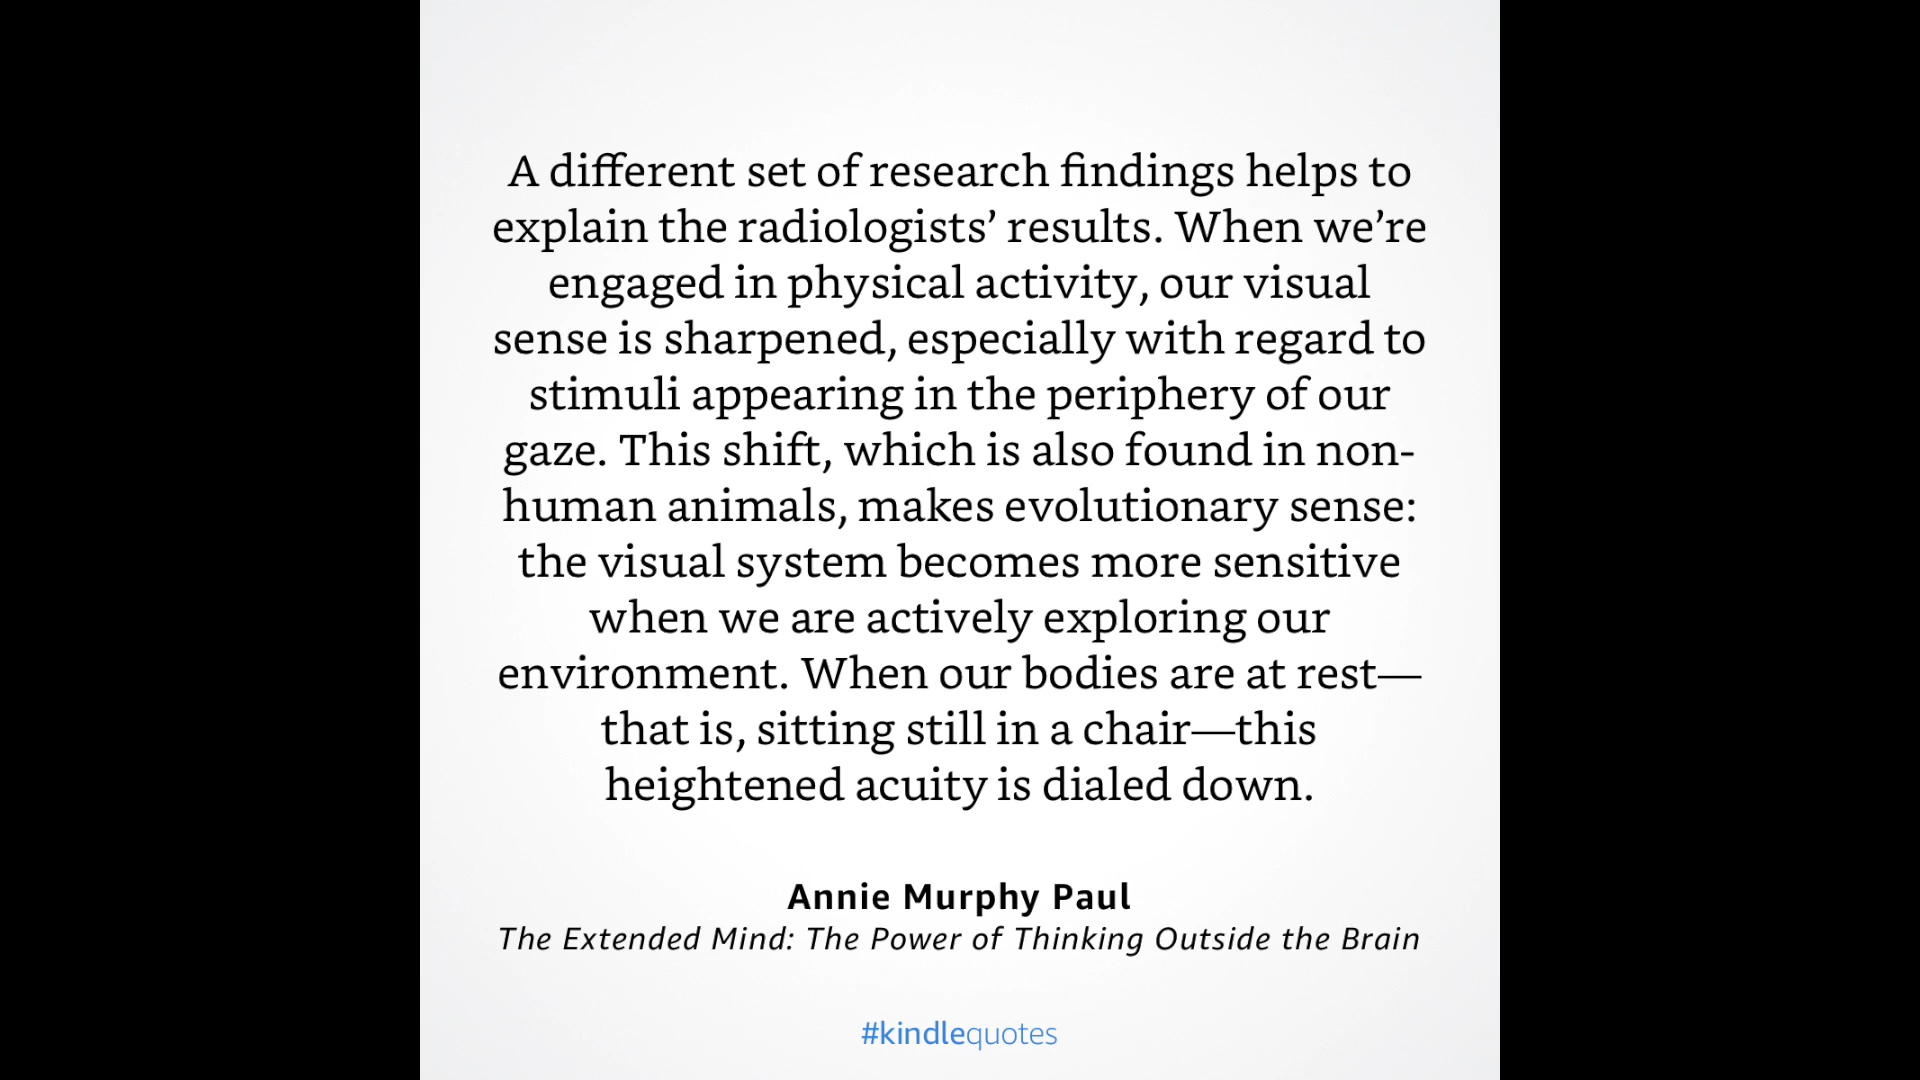 A different set of research findings helps to
explain the radiologists’ results. When we’re
engaged in physical activity, our visual
sense is sharpened, especially with regard to
stimuli appearing in the periphery of our
gaze. This shift, which is also found in non-
human animals, makes evolutionary sense:
the visual system becomes more sensitive
when we are actively exploring our
environment. When our bodies are at rest—
that is, sitting still in a chair—this
heightened acuity is dialed down.
Annie Murphy Paul
The Extended Mind: The Power of Thinking Outside the Brain
#kindlequotes